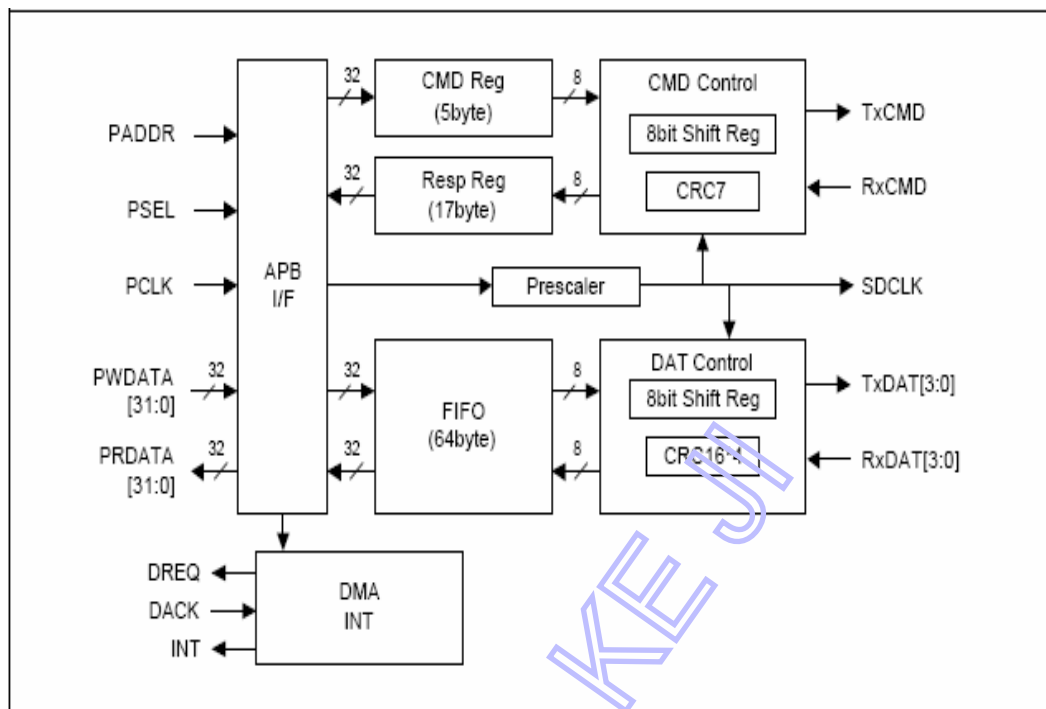 PADDR
PSEL
PCLK
PWDATA
[31:0]
32
PRDATA
[31:0]
32
APB
I/F
32
CMD Reg
(5byte)
8
32
Resp Reg
(17byte)
8
CMD Control
8bit Shift Reg
CRC7
TxCMD
RxCMD
Prescaler
SDCLK
32
32
FIFO
(64byte)
8
8
DAT Control
8bit Shift Reg
CRC16*4
TxDAT[3:0]
RxDAT[3:0]
DREQ
DACK
INT
DMA
INT
KE JI